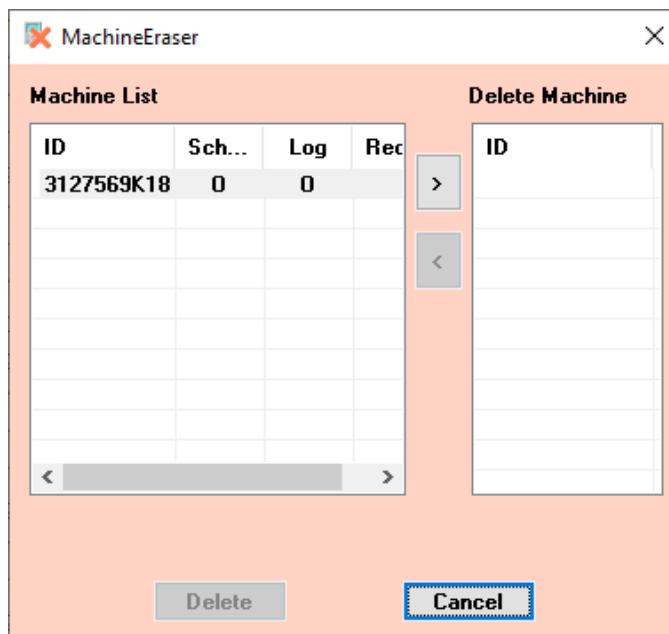 MachineEraser
Machine List
Delete Machine
ID Sch... Log Rec
ID
3127569K18 0 0
>
<
Delete
Cancel